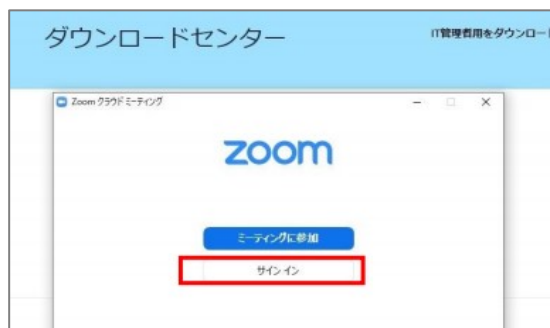 ダウンロードセンター
IT管理者用をダウンロード
Zoom クラウド ミーティング
zoom
ミーティングに参加
サイン イン